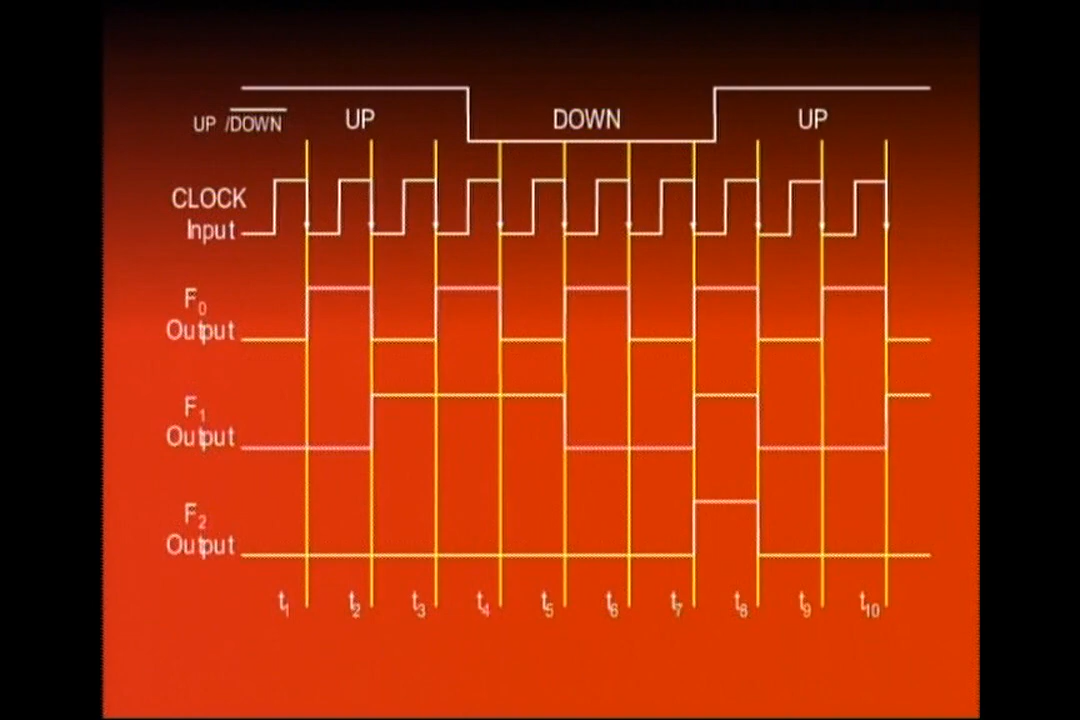 UP /DOWN UP DOWN UP
CLOCK
Input
F0
Output
F1
Output
F2
Output
t1 t2 t3 t4 t5 t6 t7 t8 t9 t10